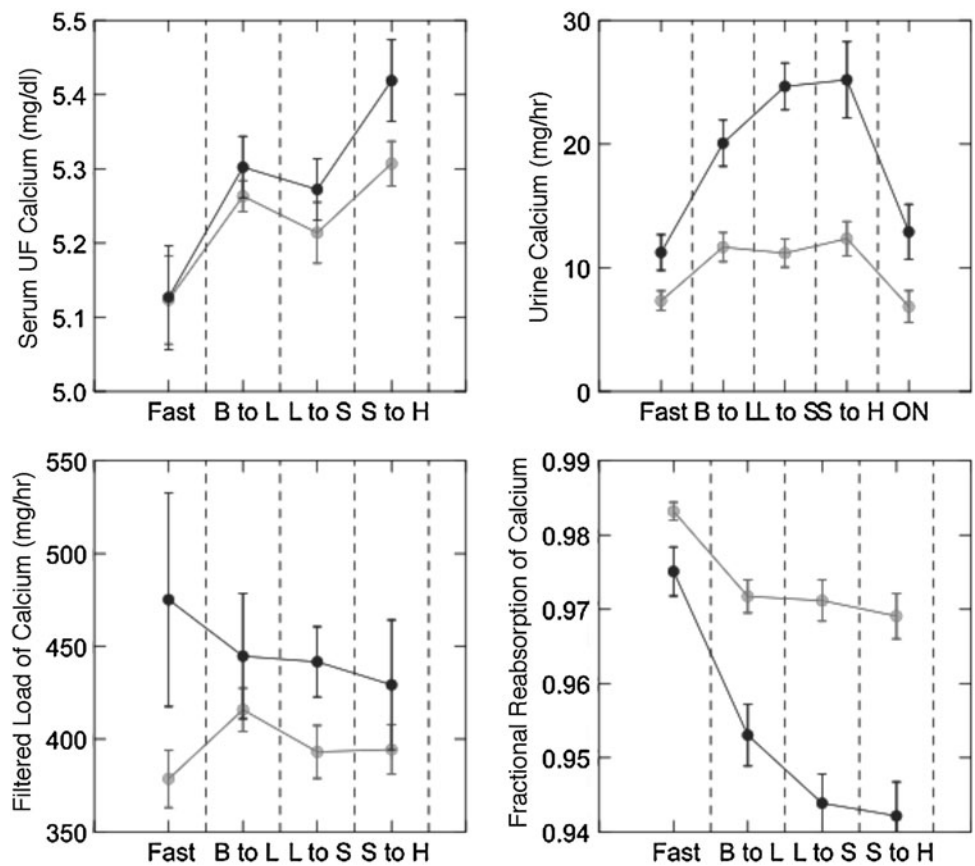 Serum UF Calcium (mg/dl)
5.5
5.4
5.3
5.2
5.1
5.0
Fast B to L L to S S to H
Urine Calcium (mg/hr)
30
20
10
0
Fast B to LL to SS to H ON
Filtered Load of Calcium (mg/hr)
550
500
450
400
350
Fast B to L L to S S to H
Fractional Reabsorption of Calcium
0.99
0.98
0.97
0.96
0.95
0.94
Fast B to L L to S S to H